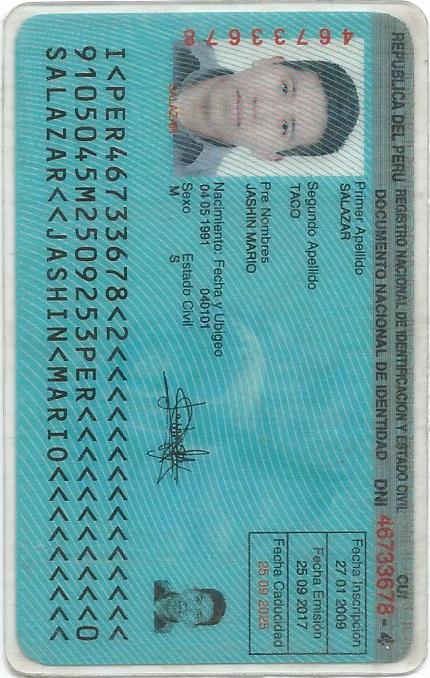 REPUBLICA DEL PERU REGISTRO NACIONAL DE IDENTIFICACION Y ESTADO CIVIL CUI
DOCUMENTO NACIONAL DE IDENTIDAD DNI 46733678 - 4
46733678
SALAZAR
Primer Apellido
SALAZAR
Segundo Apellido
TACO
Pre Nombres
JASHIN MARIO
Nacimiento: Fecha y Ubigeo
04 05 1991 040101
Sexo Estado Civil
M S
Fecha Inscripción
27 01 2009
Fecha Emisión
25 09 2017
Fecha Caducidad
25 09 2025
I<PER46733678<2<<<<<<<<<<<<<<<
9105045M2509253PER<<<<<<<<<<<0
SALAZAR<<JASHIN<MARIO<<<<<<<<<